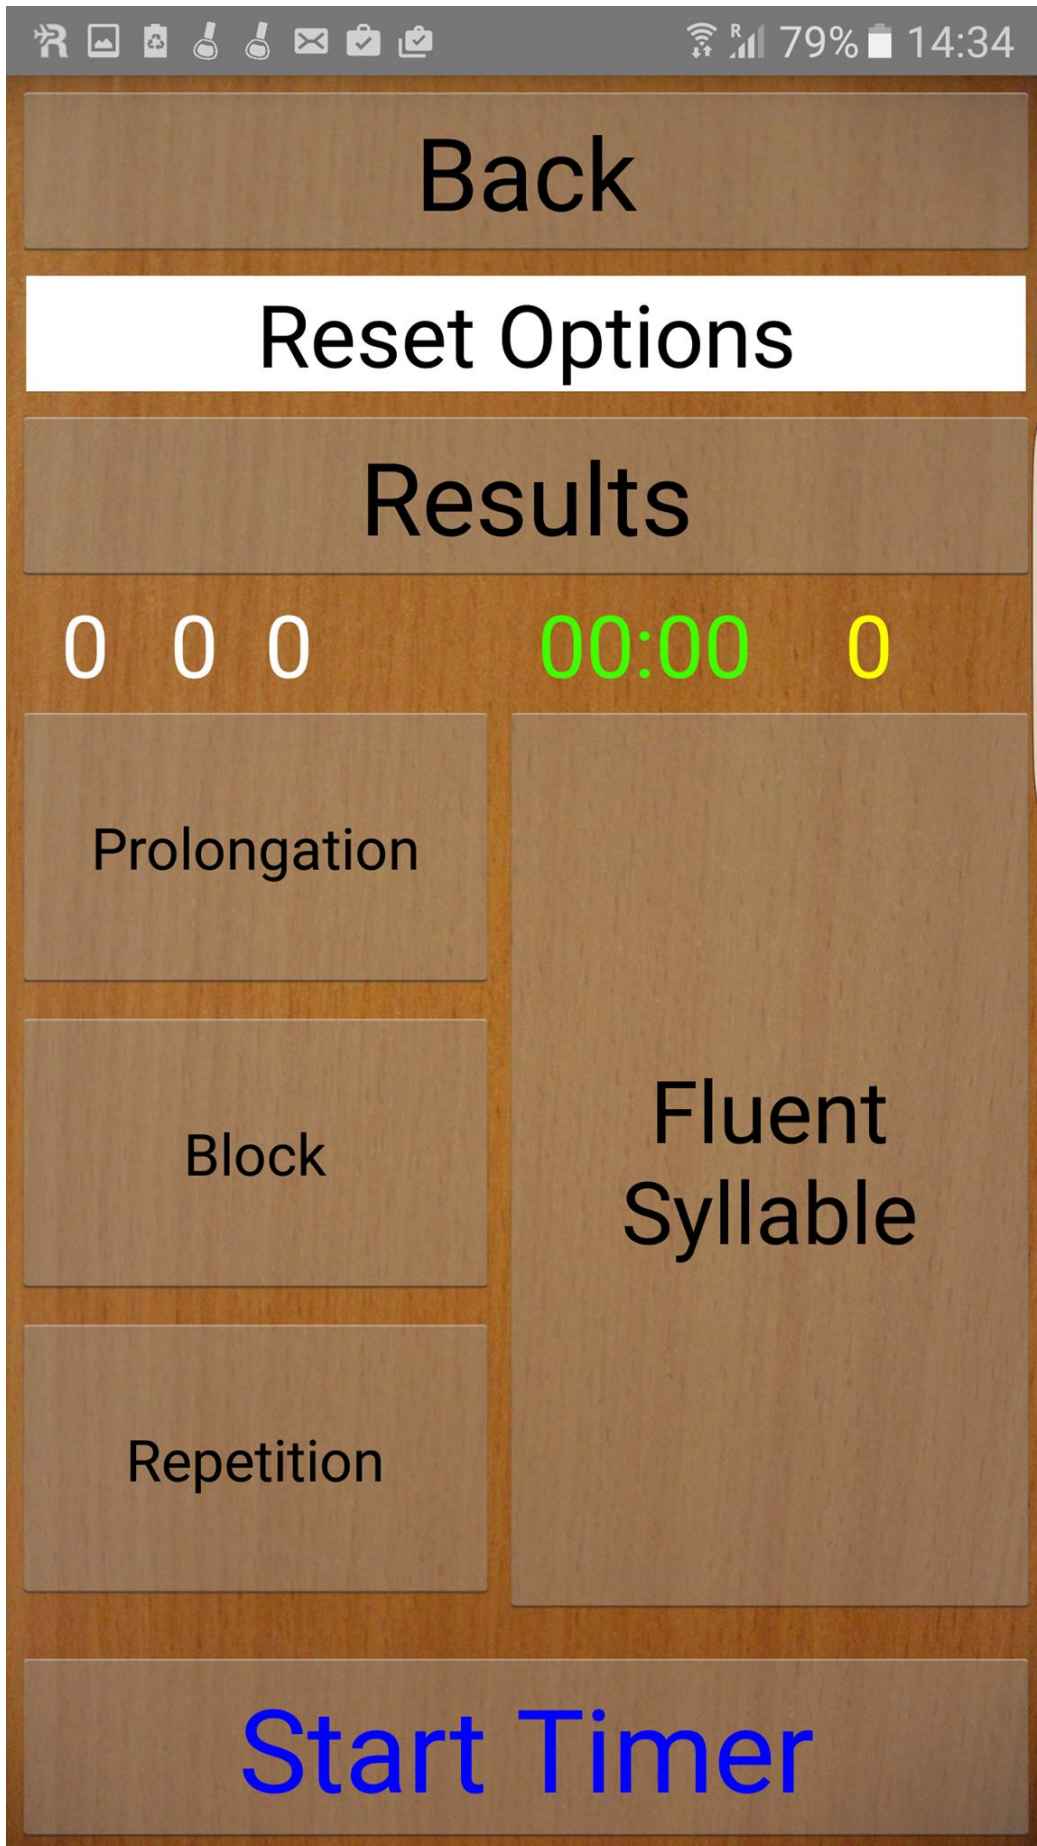 R 79% 14:34
Back
Reset Options
Results
0 0 0 00:00 0
Prolongation
Block
Repetition
Fluent
Syllable
Start Timer